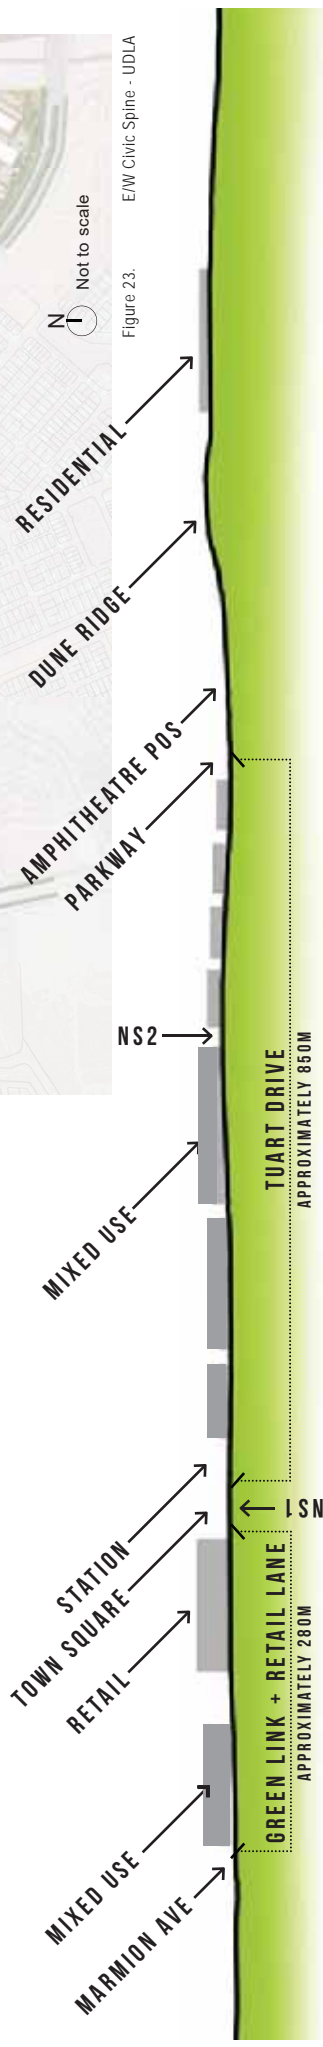 Figure 23. E/W Civic Spine - UDLA
N
Not to scale
RESIDENTIAL
DUNE RIDGE
AMPHITHEATRE POS
PARKWAY
NS2
MIXED USE
STATION
TOWN SQUARE
RETAIL
MIXED USE
MARMION AVE
TUART DRIVE
APPROXIMATELY 850M
NS1
GREEN LINK + RETAIL LANE
APPROXIMATELY 280M